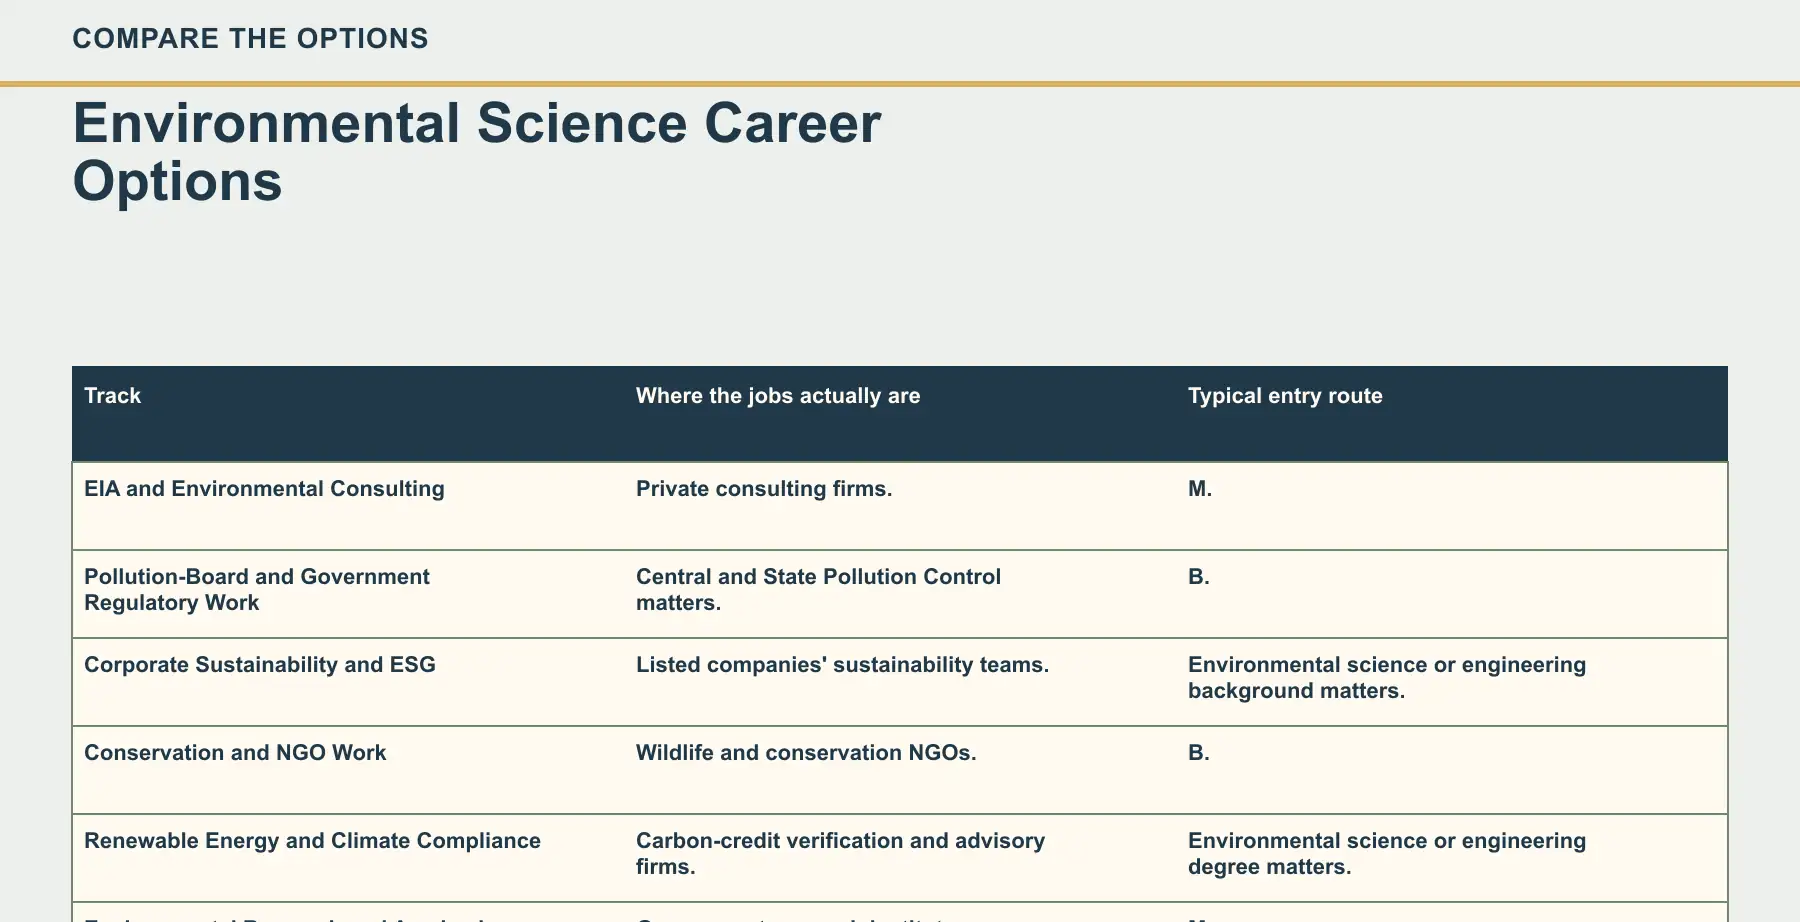 COMPARE THE OPTIONS
Environmental Science Career
Options
Track
Where the jobs actually are
Typical entry route
EIA and Environmental Consulting
Private consulting firms.
M.
Pollution-Board and Government
Regulatory Work
Central and State Pollution Control
matters.
B.
Corporate Sustainability and ESG
Listed companies' sustainability teams.
Environmental science or engineering
background matters.
Conservation and NGO Work
Wildlife and conservation NGOs.
B.
Renewable Energy and Climate Compliance
Carbon-credit verification and advisory
firms.
Environmental science or engineering
degree matters.